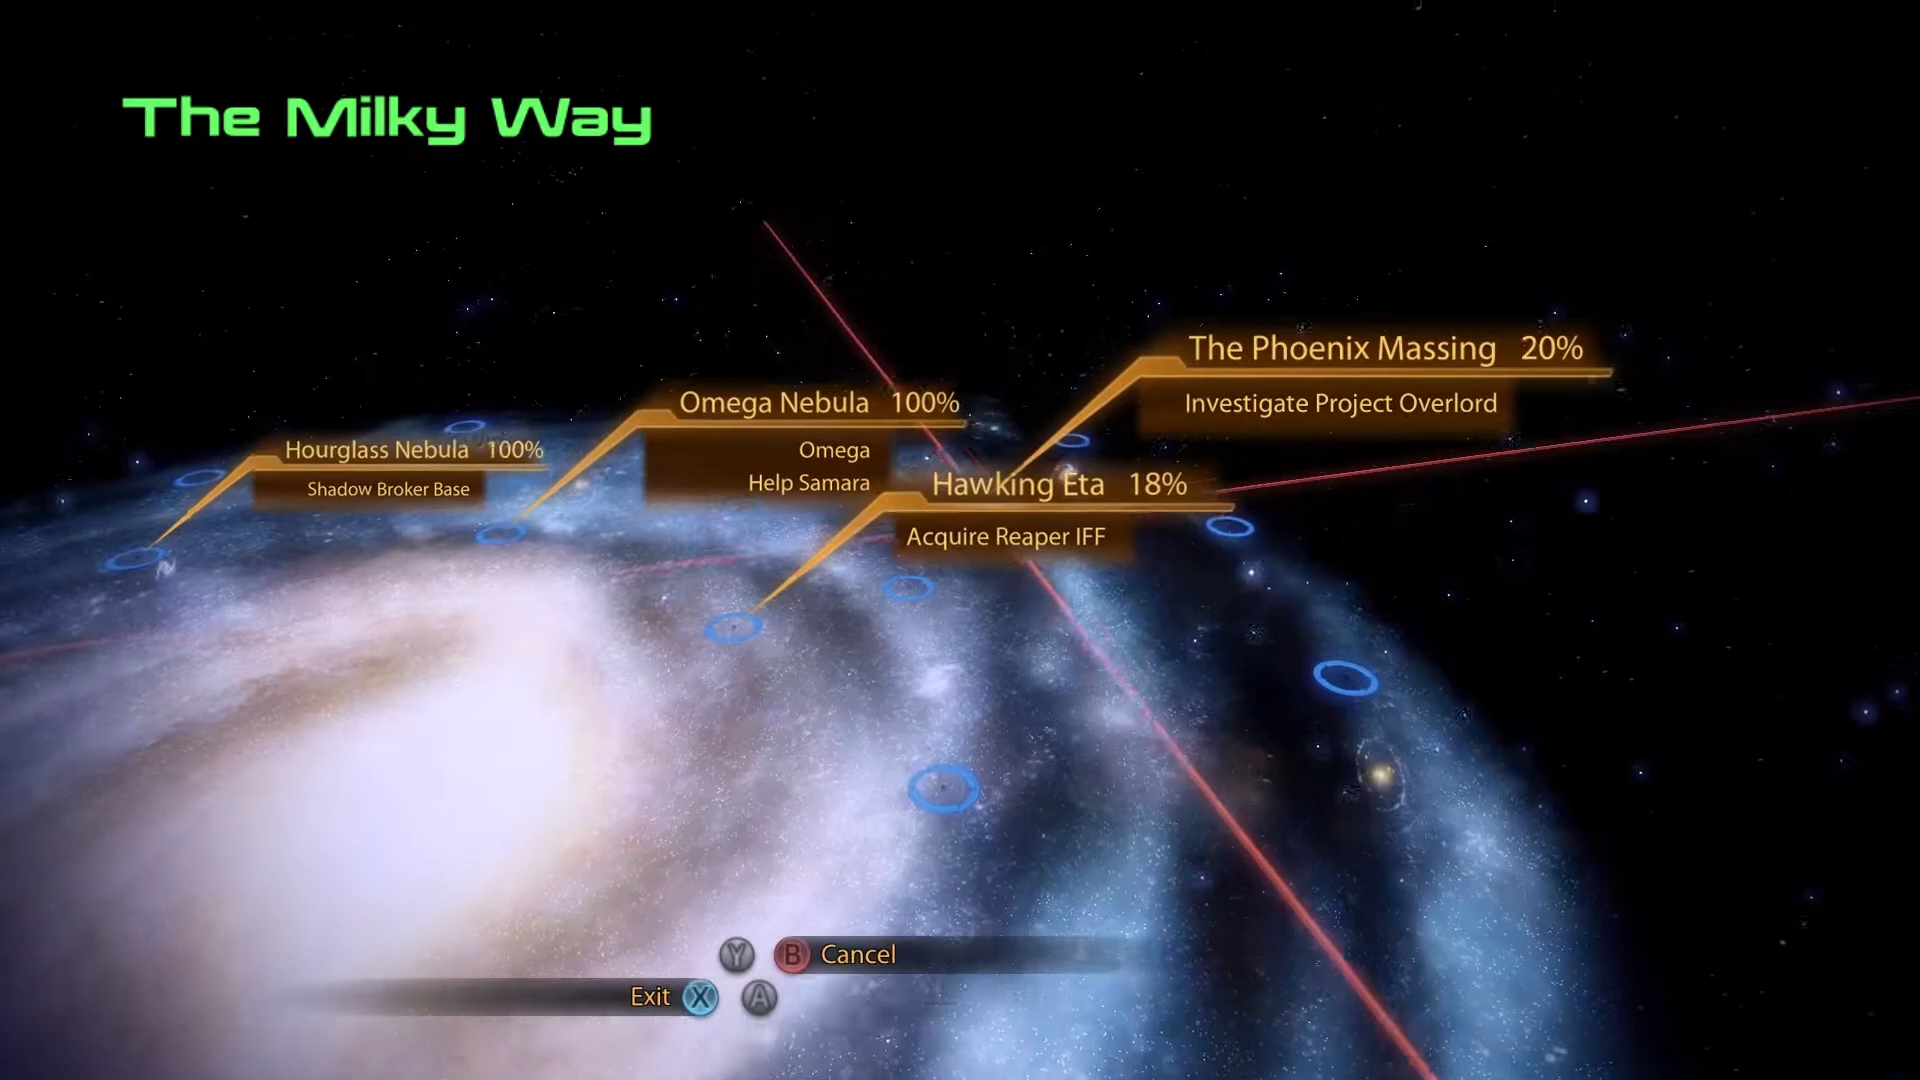 The Milky Way
The Phoenix Massing 20%
Investigate Project Overlord
Omega Nebula 100%
Omega
Help Samara
Hourglass Nebula 100%
Shadow Broker Base
Hawking Eta 18%
Acquire Reaper IFF
Y B Cancel
Exit X A